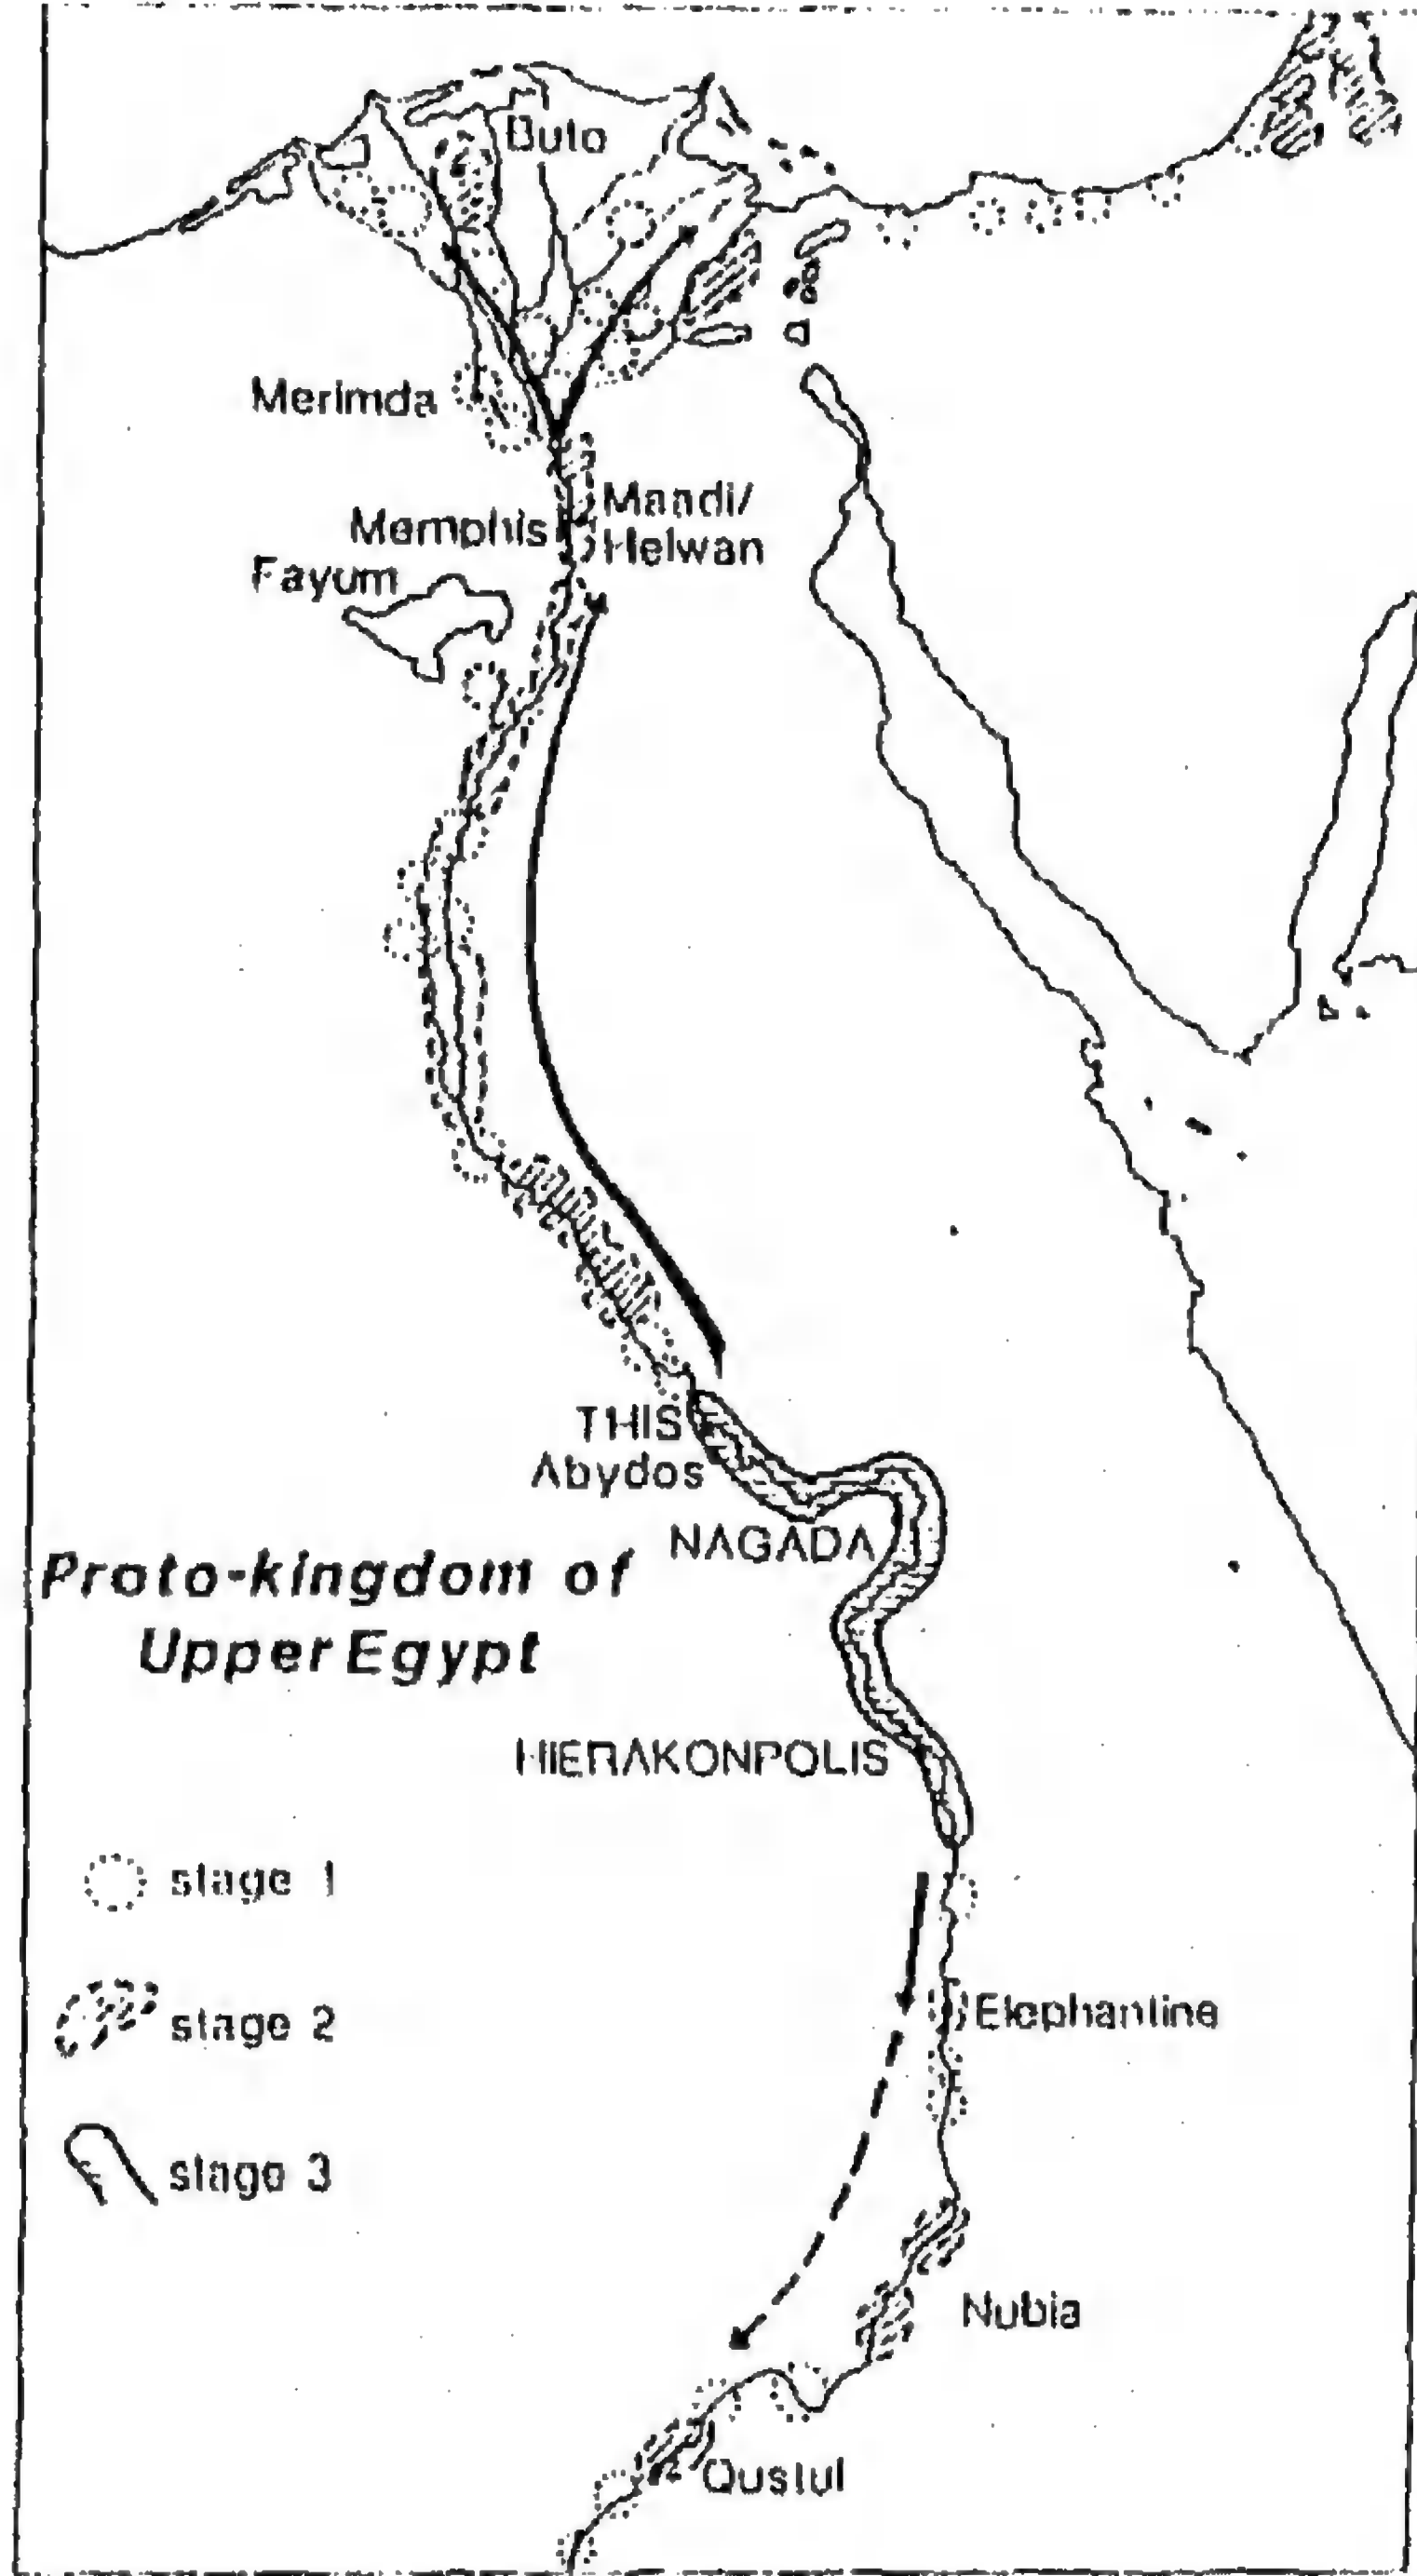 Buto
Merimda
Maadi/
Helwan
Memphis
Fayum
THIS
Abydos
NAGADA
Proto-kingdom of
Upper Egypt
HIERAKONPOLIS
stage 1
Elephantine
stage 2
stage 3
Nubia
Qustul